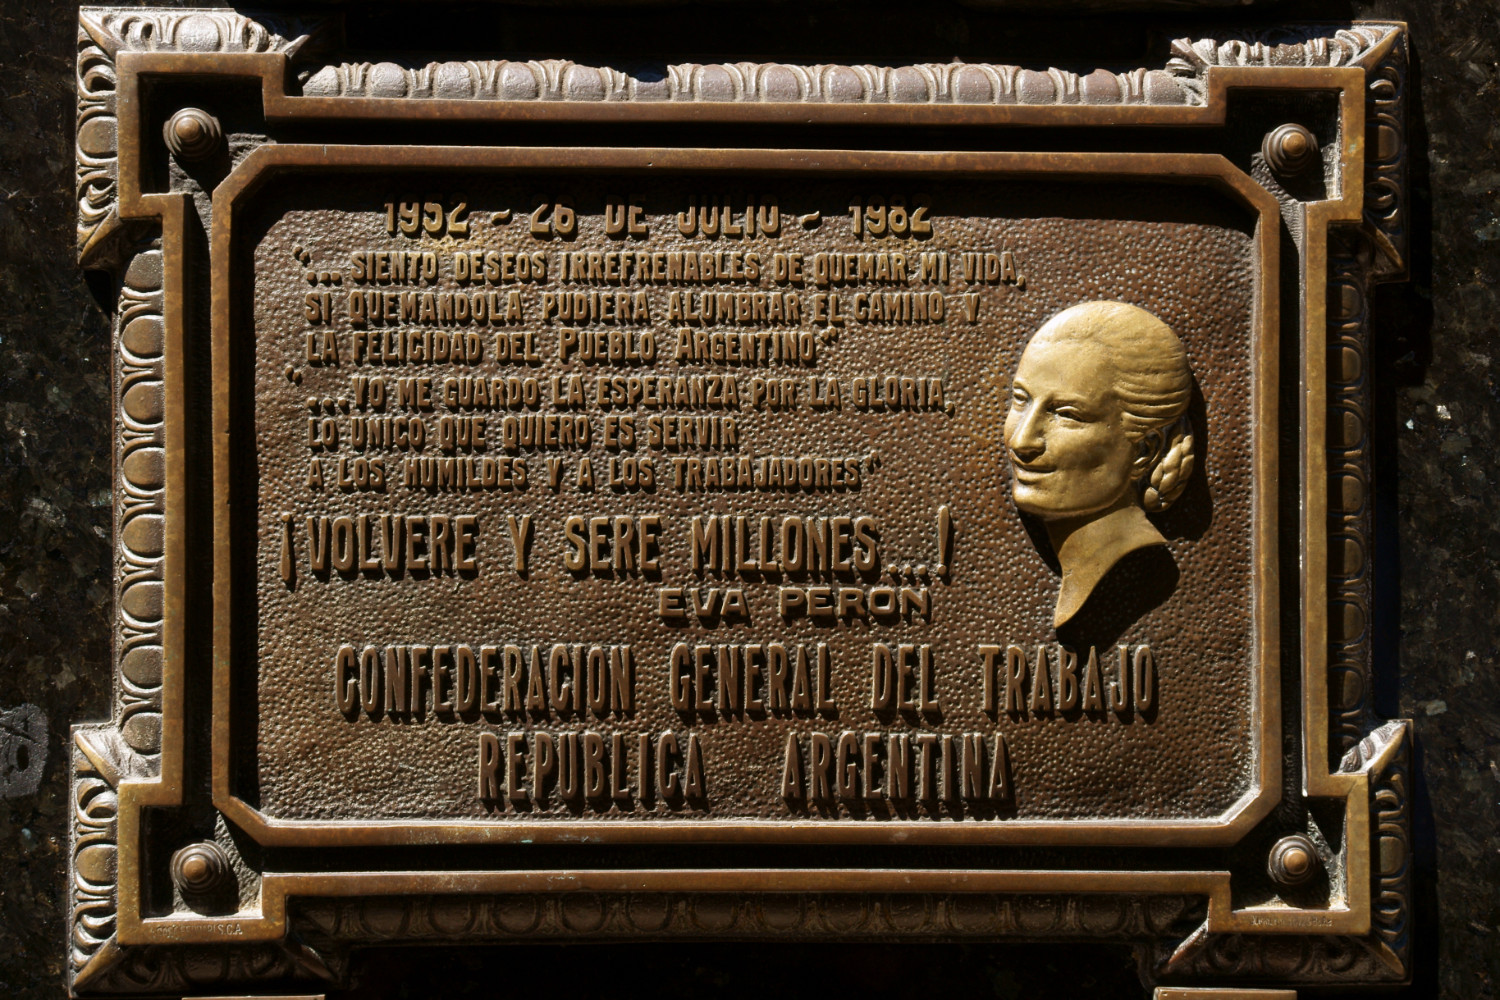 1952 - 26 DE JULIO - 1982
"...SIENTO DESEOS IRREFRENABLES DE QUEMAR MI VIDA,
SI QUEMANDOLA PUDIERA ALUMBRAR EL CAMINO Y
LA FELICIDAD DEL PUEBLO ARGENTINO"
"...YO ME GUARDO LA ESPERANZA POR LA GLORIA,
LO UNICO QUE QUIERO ES SERVIR
A LOS HUMILDES Y A LOS TRABAJADORES"
¡VOLVERE Y SERE MILLONES...!
EVA PERON
CONFEDERACION GENERAL DEL TRABAJO
REPUBLICA ARGENTINA